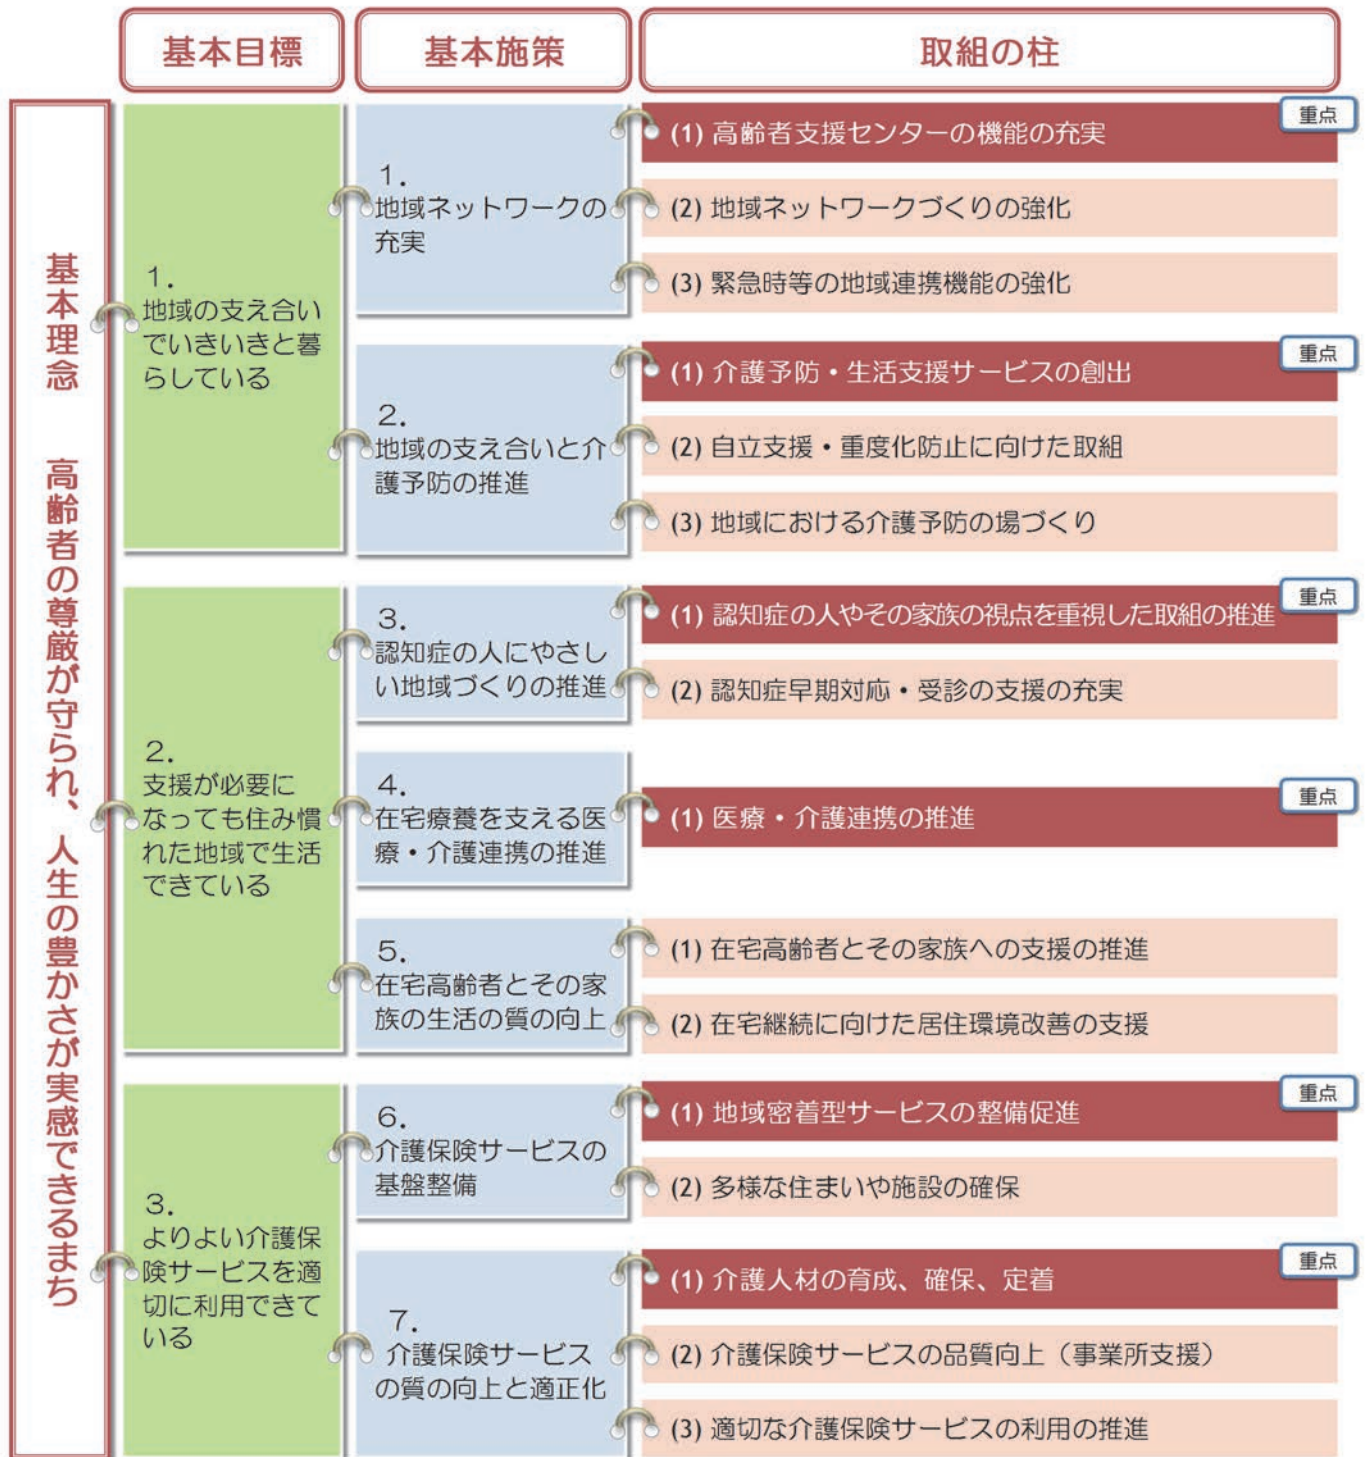 基本目標
基本施策
取組の柱
基本理念 高齢者の尊厳が守られ、人生の豊かさが実感できるまち
1.
地域の支え合い
でいきいきと暮
らしている
1.
地域ネットワークの
充実
重点
(1) 高齢者支援センターの機能の充実
(2) 地域ネットワークづくりの強化
(3) 緊急時等の地域連携機能の強化
2.
地域の支え合いと介
護予防の推進
重点
(1) 介護予防・生活支援サービスの創出
(2) 自立支援・重度化防止に向けた取組
(3) 地域における介護予防の場づくり
2.
支援が必要に
なっても住み慣
れた地域で生活
できている
3.
認知症の人にやさし
い地域づくりの推進
重点
(1) 認知症の人やその家族の視点を重視した取組の推進
(2) 認知症早期対応・受診の支援の充実
4.
在宅療養を支える医
療・介護連携の推進
重点
(1) 医療・介護連携の推進
5.
在宅高齢者とその家
族の生活の質の向上
(1) 在宅高齢者とその家族への支援の推進
(2) 在宅継続に向けた居住環境改善の支援
3.
よりよい介護保
険サービスを適
切に利用できて
いる
6.
介護保険サービスの
基盤整備
重点
(1) 地域密着型サービスの整備促進
(2) 多様な住まいや施設の確保
7.
介護保険サービス
の質の向上と適正化
重点
(1) 介護人材の育成、確保、定着
(2) 介護保険サービスの品質向上（事業所支援）
(3) 適切な介護保険サービスの利用の推進